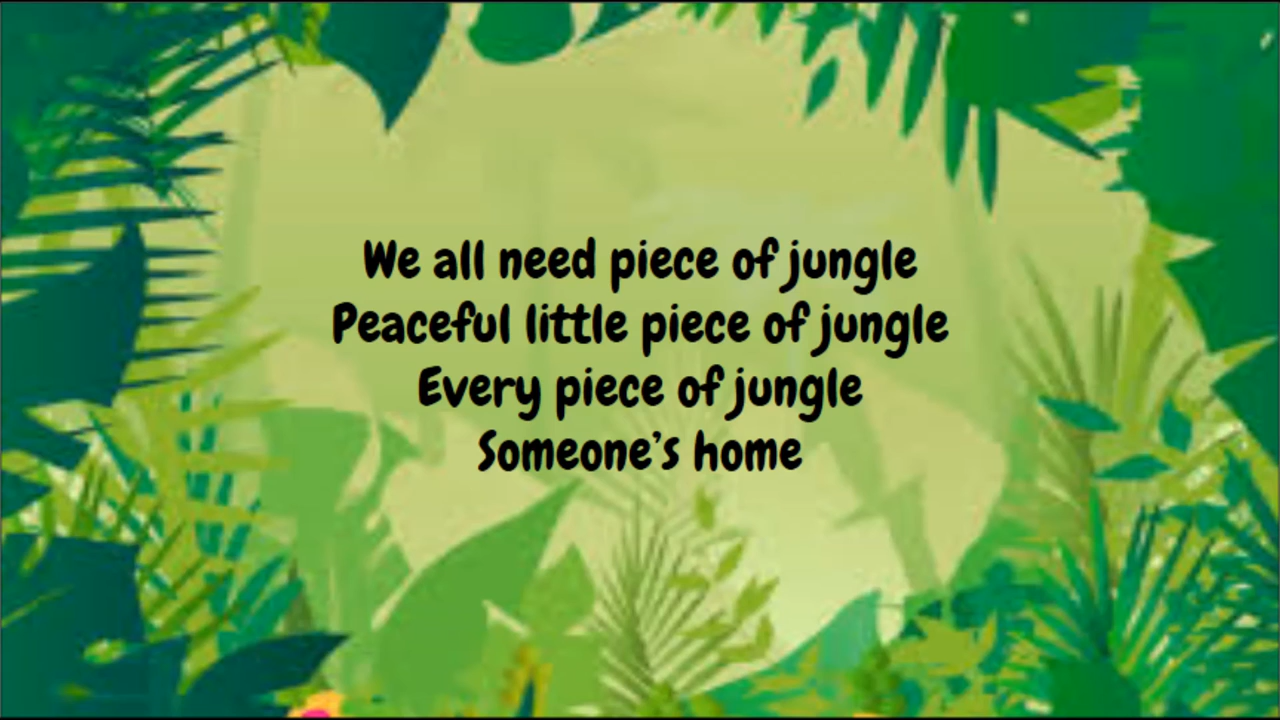 We all need piece of jungle
Peaceful little piece of jungle
Every piece of jungle
Someone's home